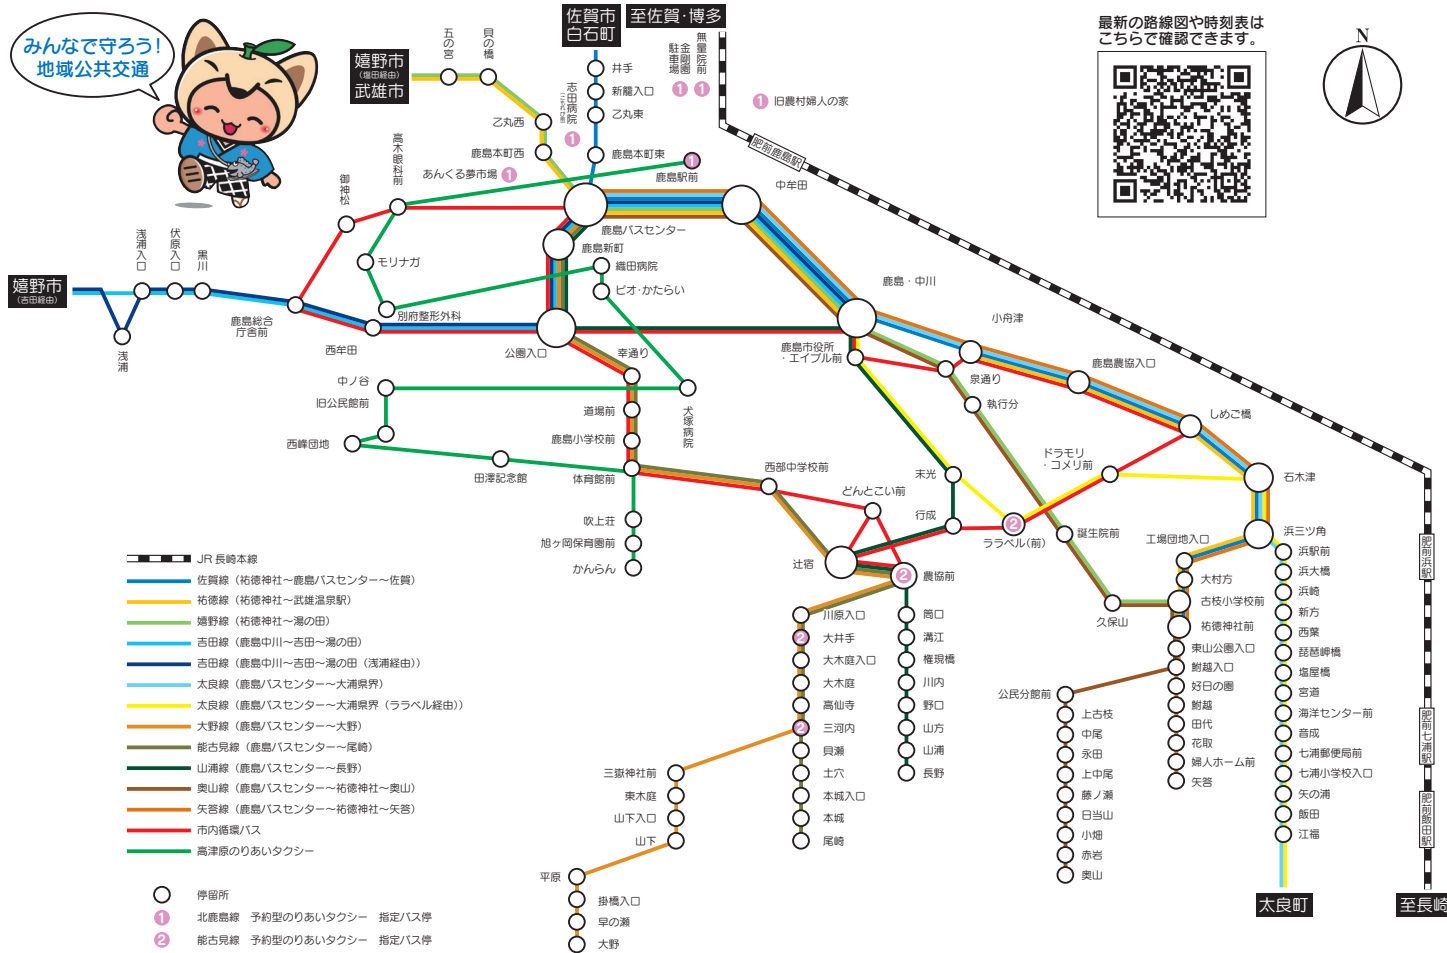 みんなで守ろう!
地域公共交通
佐賀市
白石町
至佐賀・博多
嬉野市
(塩田経由)
武雄市
五の宮
貝の橋
乙丸西
鹿島本町西
あんくる夢市場
1
志田病院
1
井手
新籠入口
乙丸東
鹿島本町東
1
鹿島駅前
金剛園
駐車場
1
無量院前
1
1
旧農村婦人の家
肥前鹿島駅
最新の路線図や時刻表は
こちらで確認できます。
N
高木眼科前
御神松
モリナガ
別府整形外科
鹿島バスセンター
鹿島新町
織田病院
ピオ・かたらい
中牟田
鹿島・中川
嬉野市
(吉田経由)
浅浦入口
伏原入口
黒川
浅浦
鹿島総合
庁舎前
西牟田
公園入口
幸通り
鹿島市役所
・エイブル前
小舟津
泉通り
鹿島農協入口
執行分
しめご橋
中ノ谷
旧公民館前
西峰団地
田澤記念館
道場前
鹿島小学校前
体育館前
犬塚病院
吹上荘
旭ヶ岡保育園前
かんらん
西部中学校前
どんとこい前
辻宿
末光
行成
2
ララベル(前)
ドラモリ
・コメリ前
石木津
誕生院前
工場団地入口
浜三ツ角
2
農協前
久保山
大村方
古枝小学校前
祐徳神社前
東山公園入口
鮒越入口
好日の園
鮒越
田代
花取
婦人ホーム前
矢答
浜駅前
浜大橋
浜崎
新方
西葉
琵琶岬橋
塩屋橋
宮道
海洋センター前
音成
七浦郵便局前
七浦小学校入口
矢の浦
飯田
江福
太良町
肥前浜駅
肥前七浦駅
肥前飯田駅
至長崎
川原入口
2
大井手
大木庭入口
大木庭
高仙寺
2
三河内
貝瀬
土穴
本城入口
本城
尾崎
筒口
溝江
権現橋
川内
野口
山方
山浦
長野
三嶽神社前
東木庭
山下入口
山下
平原
掛橋入口
早の瀬
大野
公民分館前
上古枝
中尾
永田
上中尾
藤ノ瀬
日当山
小畑
赤岩
奥山
JR長崎本線
佐賀線(祐徳神社~鹿島バスセンター~佐賀)
祐徳線(祐徳神社~武雄温泉駅)
嬉野線(祐徳神社~湯の田)
吉田線(鹿島中川~吉田~湯の田)
吉田線(鹿島中川~吉田~湯の田(浅浦経由))
太良線(鹿島バスセンター~大浦県界)
太良線(鹿島バスセンター~大浦県界(ララベル経由))
大野線(鹿島バスセンター~大野)
能古見線(鹿島バスセンター~尾崎)
山浦線(鹿島バスセンター~長野)
奥山線(鹿島バスセンター~祐徳神社~奥山)
矢答線(鹿島バスセンター~祐徳神社~矢答)
市内循環バス
高津原のりあいタクシー
停留所
1 北鹿島線 予約型のりあいタクシー 指定バス停
2 能古見線 予約型のりあいタクシー 指定バス停